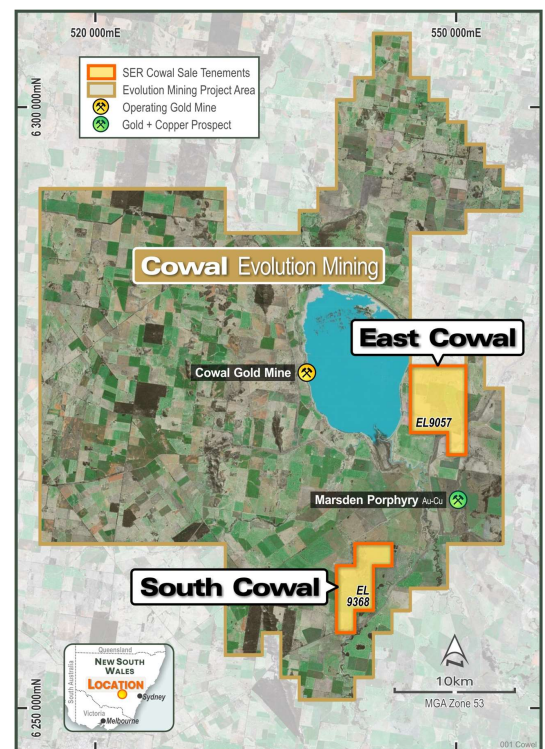 520 000mE
550 000mE
6 300 000mN
SER Cowal Sale Tenements
Evolution Mining Project Area
Operating Gold Mine
Gold + Copper Prospect
Cowal Evolution Mining
East Cowal
Cowal Gold Mine
EL9057
Marsden Porphyry Au-Cu
South Cowal
EL
9368
Queensland
South Australia
NEW SOUTH
WALES
LOCATION
Sydney
Victoria
Melbourne
10km
MGA Zone 53
6 250 000mN
001 Cowal